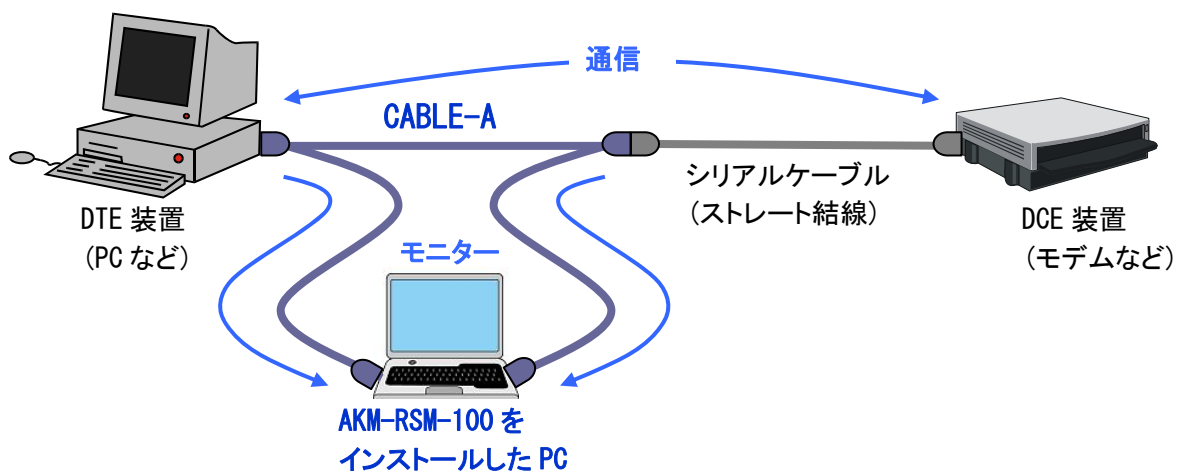 通信
CABLE-A
シリアルケーブル
(ストレート結線)
DTE 装置
(PC など)
DCE 装置
(モデムなど)
モニター
AKM-RSM-100 を
インストールした PC